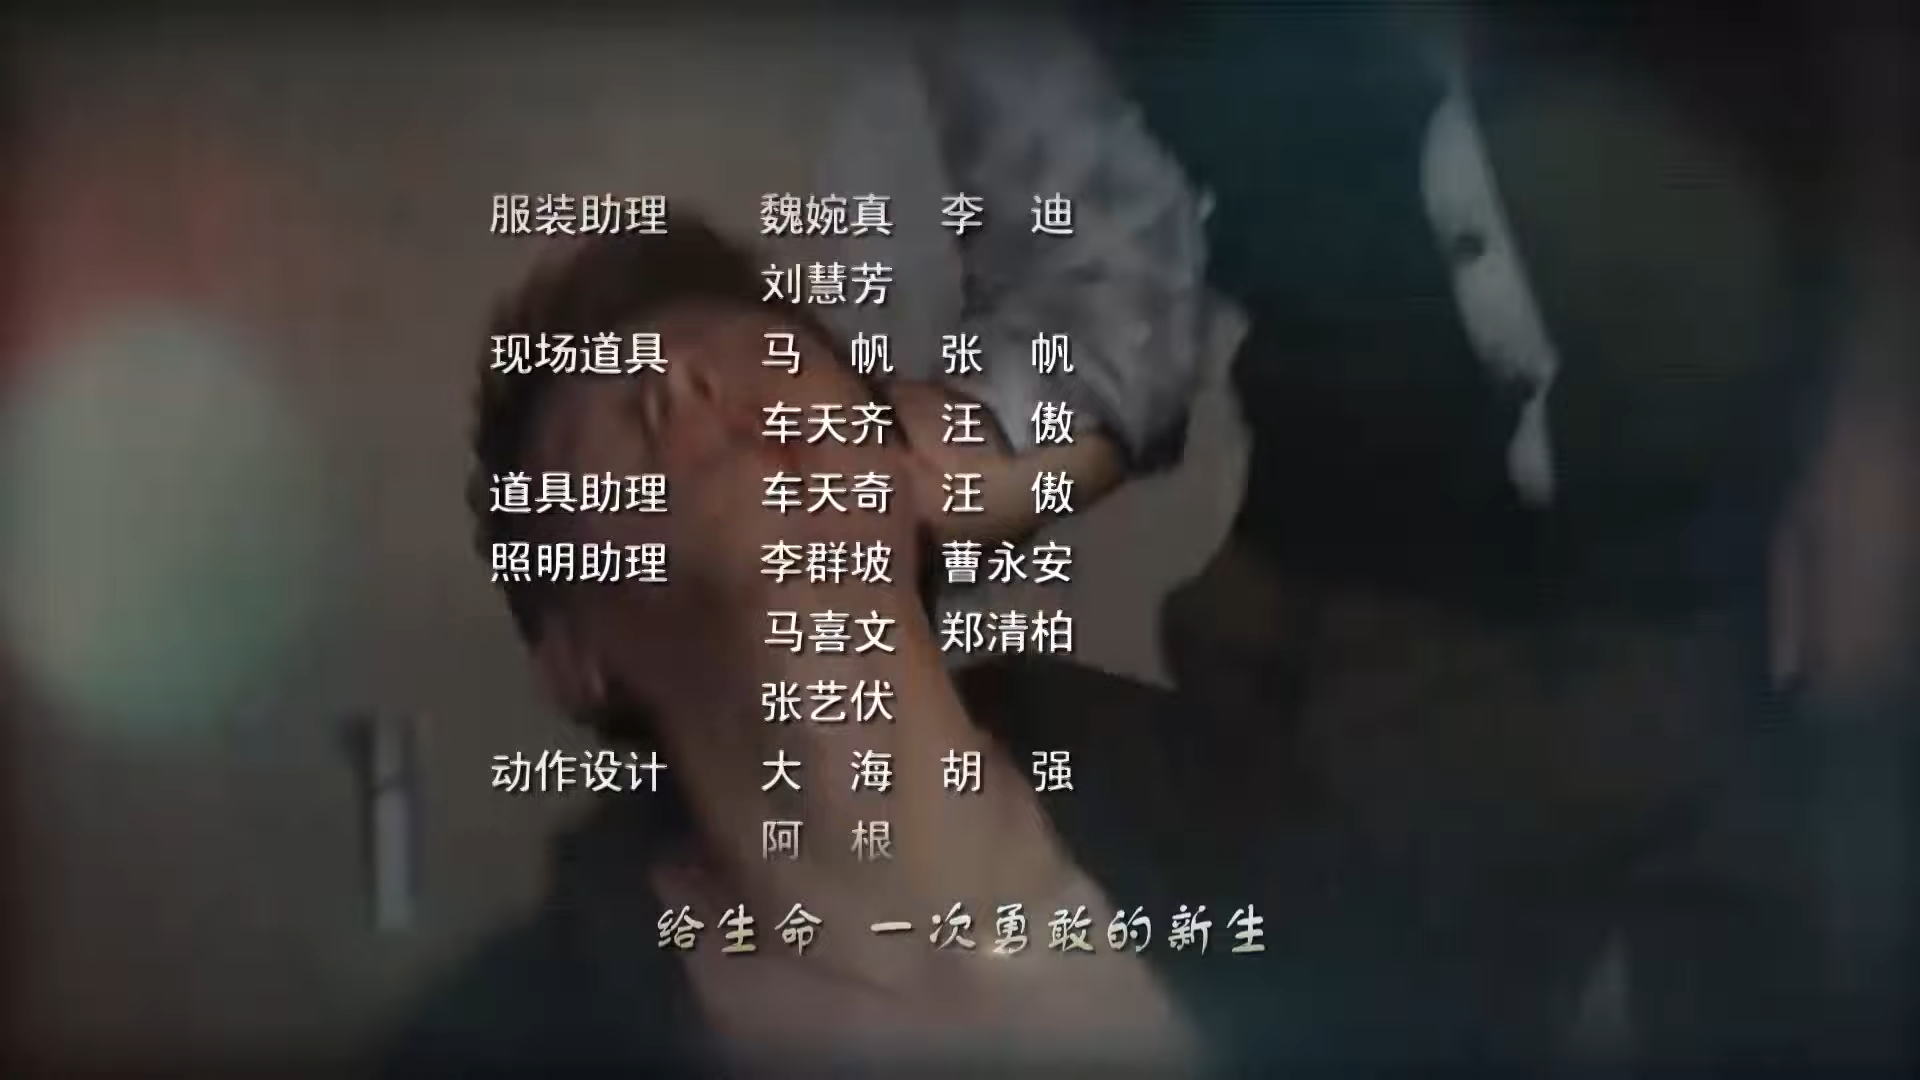 服装助理 魏婉真 李 迪
刘慧芳
现场道具 马 帆 张 帆
车天齐 汪 傲
道具助理 车天奇 汪 傲
照明助理 李群坡 蓸永安
马喜文 郑清柏
张艺伏
动作设计 大 海 胡 强
阿 根
给生命 一次勇敢的新生